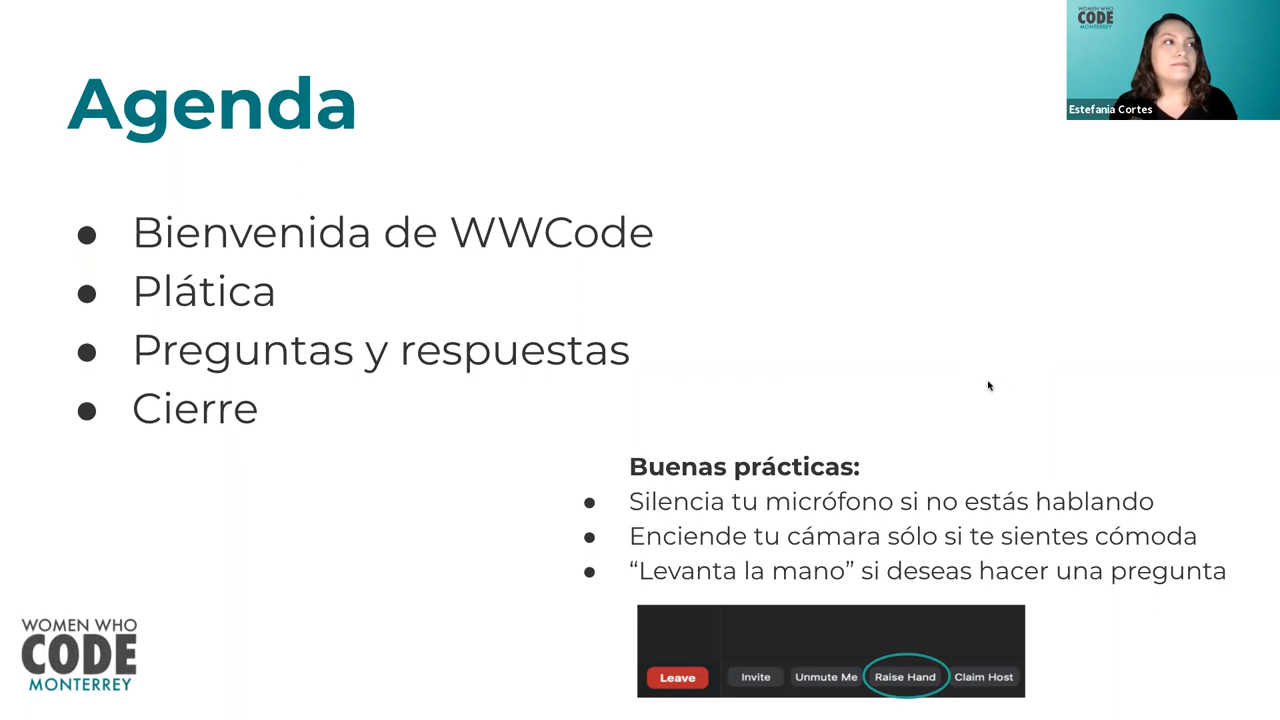 Agenda
WOMEN WHO
CODE
MONTERREY
Estefania Cortes
● Bienvenida de WWCode
● Plática
● Preguntas y respuestas
● Cierre
Buenas prácticas:
● Silencia tu micrófono si no estás hablando
● Enciende tu cámara sólo si te sientes cómoda
● “Levanta la mano” si deseas hacer una pregunta
Leave Invite Unmute Me Raise Hand Claim Host
WOMEN WHO
CODE
MONTERREY